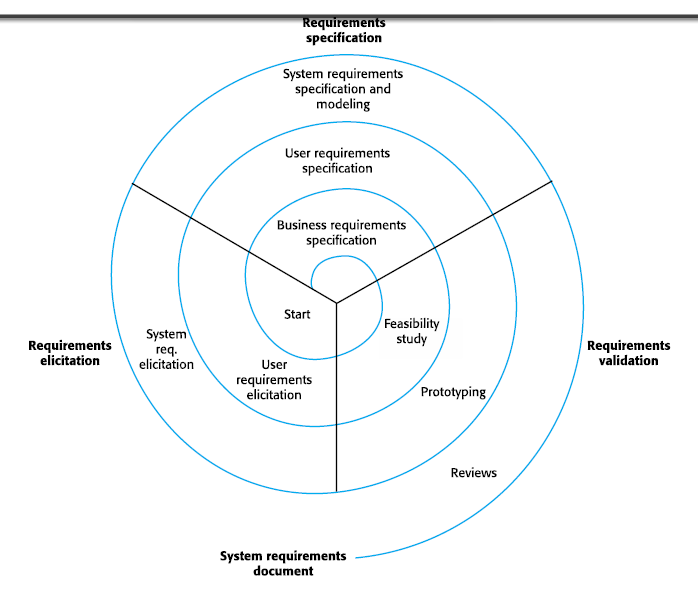 Requirements
specification
System requirements
specification and
modeling
User requirements
specification
Business requirements
specification
Start
Feasibility
study
Requirements
elicitation
System
req.
elicitation
User
requirements
elicitation
Requirements
validation
Prototyping
Reviews
System requirements
document